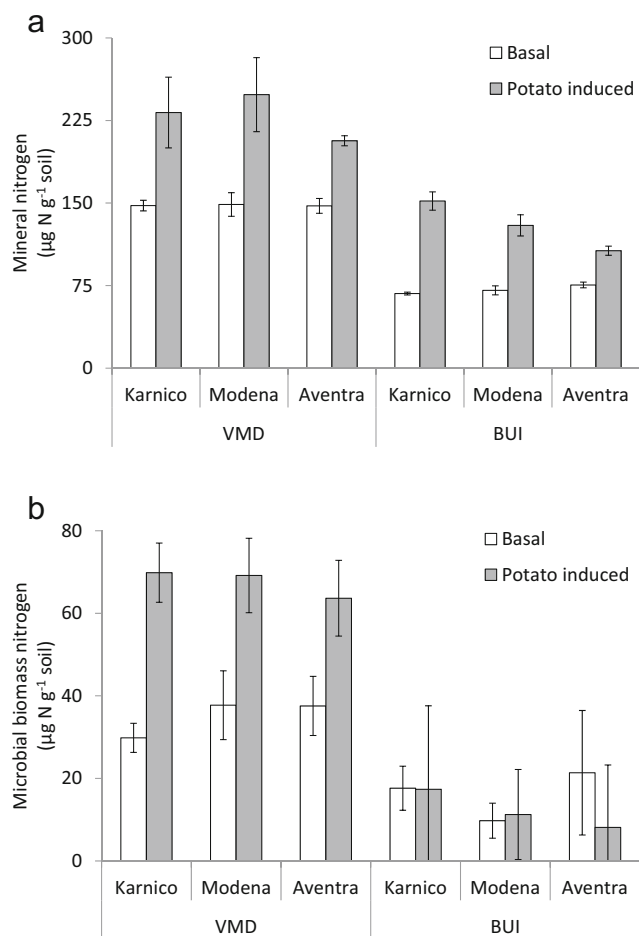 a
300
225
150
75
0
Mineral nitrogen
(µg N g⁻¹ soil)
Basal
Potato induced
Karnico Modena Aventra Karnico Modena Aventra
VMD BUI
b
80
60
40
20
0
Microbial biomass nitrogen
(µg N g⁻¹ soil)
Basal
Potato induced
Karnico Modena Aventra Karnico Modena Aventra
VMD BUI